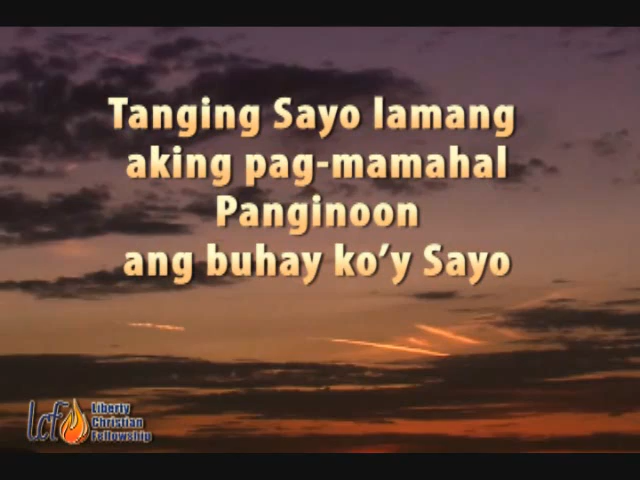 Tanging Sayo lamang
aking pag-mamahal
Panginoon
ang buhay ko'y Sayo
lcf Liberty
Christian
Fellowship